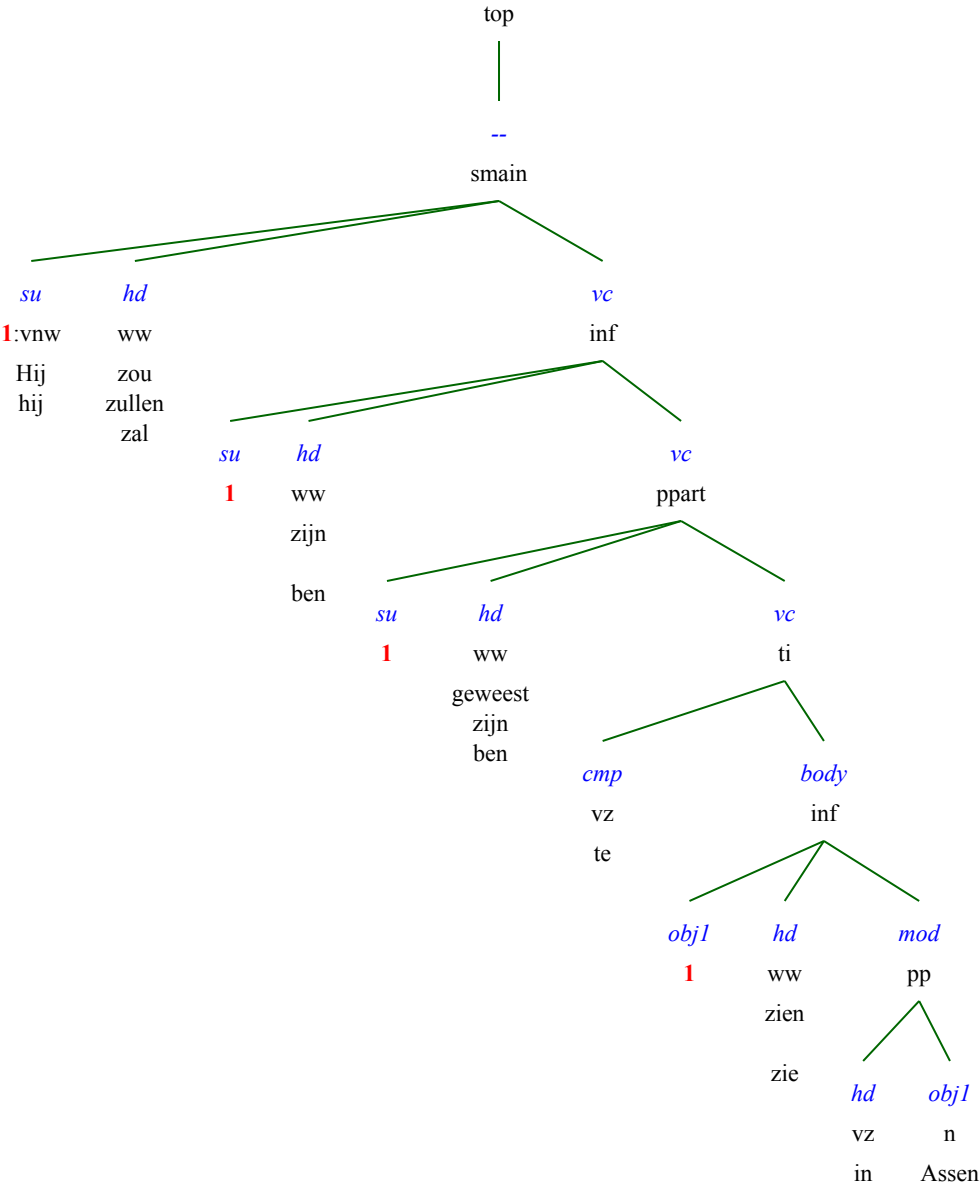 top
--
smain
su hd vc
1:vnw ww inf
Hij zou
hij zullen
zal
su hd vc
1 ww ppart
zijn
ben
su hd vc
1 ww ti
geweest
zijn
ben
cmp body
vz inf
te
obj1 hd mod
1 ww pp
zien
zie
hd obj1
vz n
in Assen